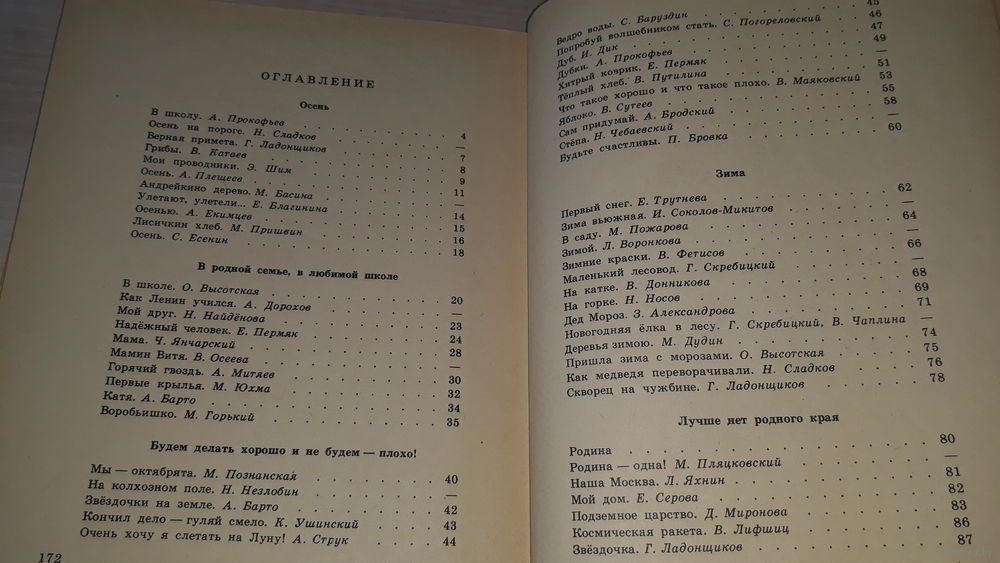 ОГЛАВЛЕНИЕ
Осень
В школу. А. Прокофьев . . . . . . 4
Осень на пороге. Н. Сладков . . . . . . —
Верная примета. Г. Ладонщиков . . . . . . 7
Грибы. В. Катаев . . . . . . 8
Мои проводники. Э. Шим . . . . . . 9
Осень. А. Плещеев . . . . . . 11
Андрейкино дерево. М. Басина . . . . . . —
Улетают, улетели... Е. Благинина . . . . . . 14
Осенью. А. Екимцев . . . . . . 15
Лисичкин хлеб. М. Пришвин . . . . . . 16
Осень. С. Есенин . . . . . . 18
В родной семье, в любимой школе
В школе. О. Высотская . . . . . . 20
Как Ленин учился. А. Дорохов . . . . . . —
Мой друг. Н. Найдёнова . . . . . . 23
Надёжный человек. Е. Пермяк . . . . . . 24
Мама. Ч. Янчарский . . . . . . 28
Мамин Витя. В. Осеева . . . . . . —
Горячий гвоздь. А. Митяев . . . . . . 30
Первые крылья. М. Юхма . . . . . . 32
Катя. А. Барто . . . . . . 34
Воробьишко. М. Горький . . . . . . 35
Будем делать хорошо и не будем — плохо!
Мы — октябрята. М. Познанская . . . . . . 40
На колхозном поле. Н. Незлобин . . . . . . —
Звёздочки на земле. А. Барто . . . . . . 42
Кончил дело — гуляй смело. К. Ушинский . . . . 43
Очень хочу я слетать на Луну! А. Струк . . . . 44
172
Ведро воды. С. Баруздин . . . . . . 45
Попробуй волшебником стать. С. Погореловский . . 46
Дуб. И. Дик . . . . . . 47
Дубки. А. Прокофьев . . . . . . 49
Хитрый коврик. Е. Пермяк . . . . . . —
Тёплый хлеб. В. Путилина . . . . . . 51
Что такое хорошо и что такое плохо. В. Маяковский 53
Яблоко. В. Сутеев . . . . . . 55
Сам придумай. А. Бродский . . . . . . 58
Стёпа. Н. Чебаевский . . . . . . —
Будьте счастливы. П. Бровка . . . . . . 60
Зима
Первый снег. Е. Трутнева . . . . . . 62
Зима вьюжная. И. Соколов-Микитов . . . . . . —
В саду. М. Пожарова . . . . . . 64
Зимой. Л. Воронкова . . . . . . —
Зимние краски. В. Фетисов . . . . . . 66
Маленький лесовод. Г. Скребицкий . . . . . . —
На катке. В. Донникова . . . . . . 68
На горке. Н. Носов . . . . . . 69
Дед Мороз. З. Александрова . . . . . . 71
Новогодняя ёлка в лесу. Г. Скребицкий, В. Чаплина —
Деревья зимою. М. Дудин . . . . . . 74
Пришла зима с морозами. О. Высотская . . . . 75
Как медведя переворачивали. Н. Сладков . . . . 76
Скворец на чужбине. Г. Ладонщиков . . . . . . 78
Лучше нет родного края
Родина . . . . . . 80
Родина — одна! М. Пляцковский . . . . . . —
Наша Москва. Л. Яхнин . . . . . . 81
Мой дом. Е. Серова . . . . . . 82
Подземное царство. Д. Миронова . . . . . . 83
Космическая ракета. В. Лифшиц . . . . . . 86
Звёздочка. Г. Ладонщиков . . . . . . 87